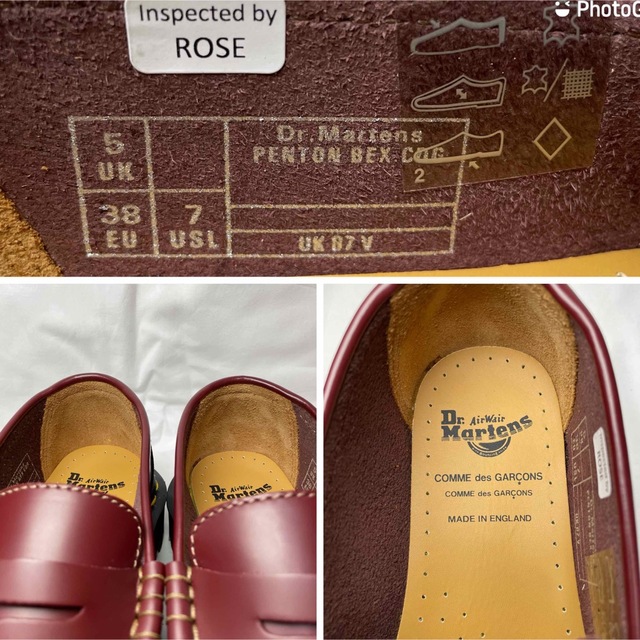 Inspected by
ROSE
PhotoG
5
UK
38
EU
7
USL
Dr.Martens
PENTON BEX CDG
UK 07 V
2
Dr. AirWair
Martens
Dr. AirWair
Martens
Dr. AirWair
Martens
COMME des GARÇONS
COMME des GARÇONS
MADE IN ENGLAND